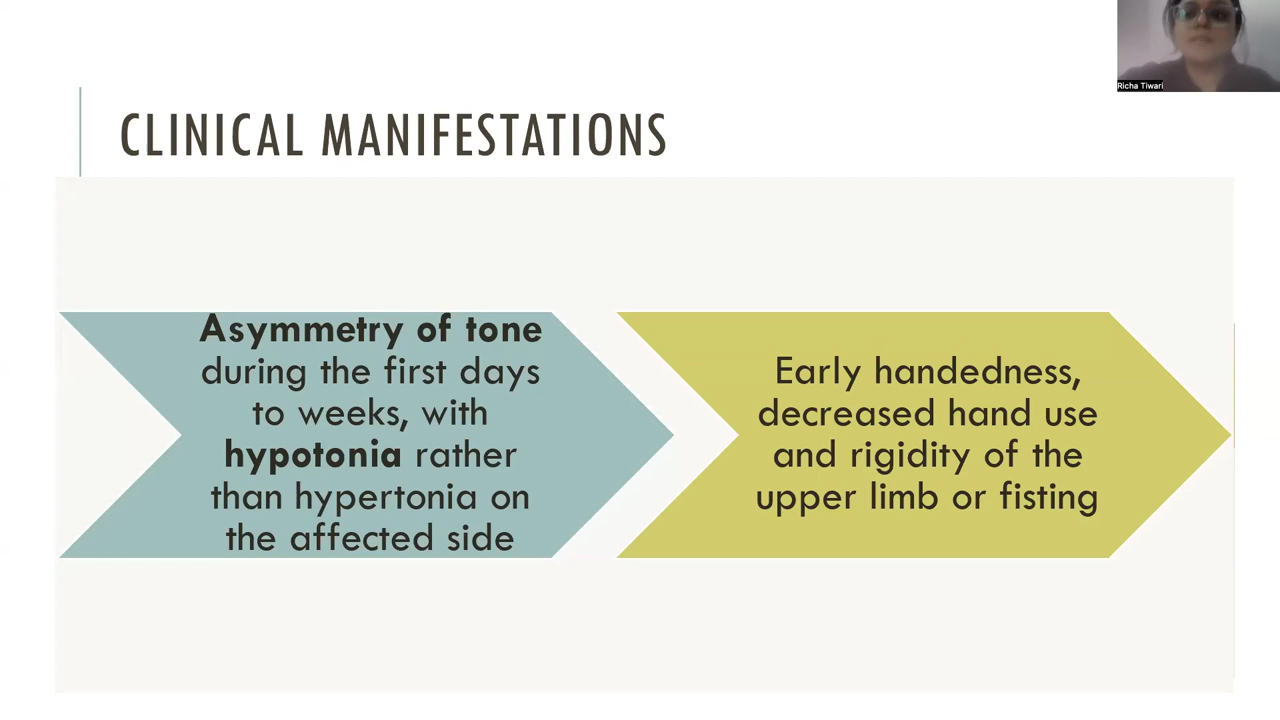 Richa Tiwari
CLINICAL MANIFESTATIONS
Asymmetry of tone
during the first days
to weeks, with
hypotonia rather
than hypertonia on
the affected side
Early handedness,
decreased hand use
and rigidity of the
upper limb or fisting